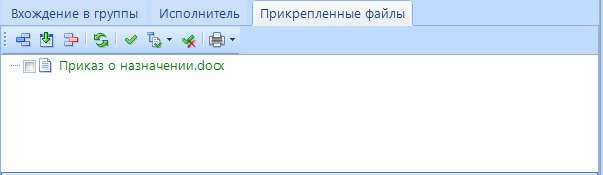 Вхождение в группы Исполнитель Прикрепленные файлы
Приказ о назначении.docx